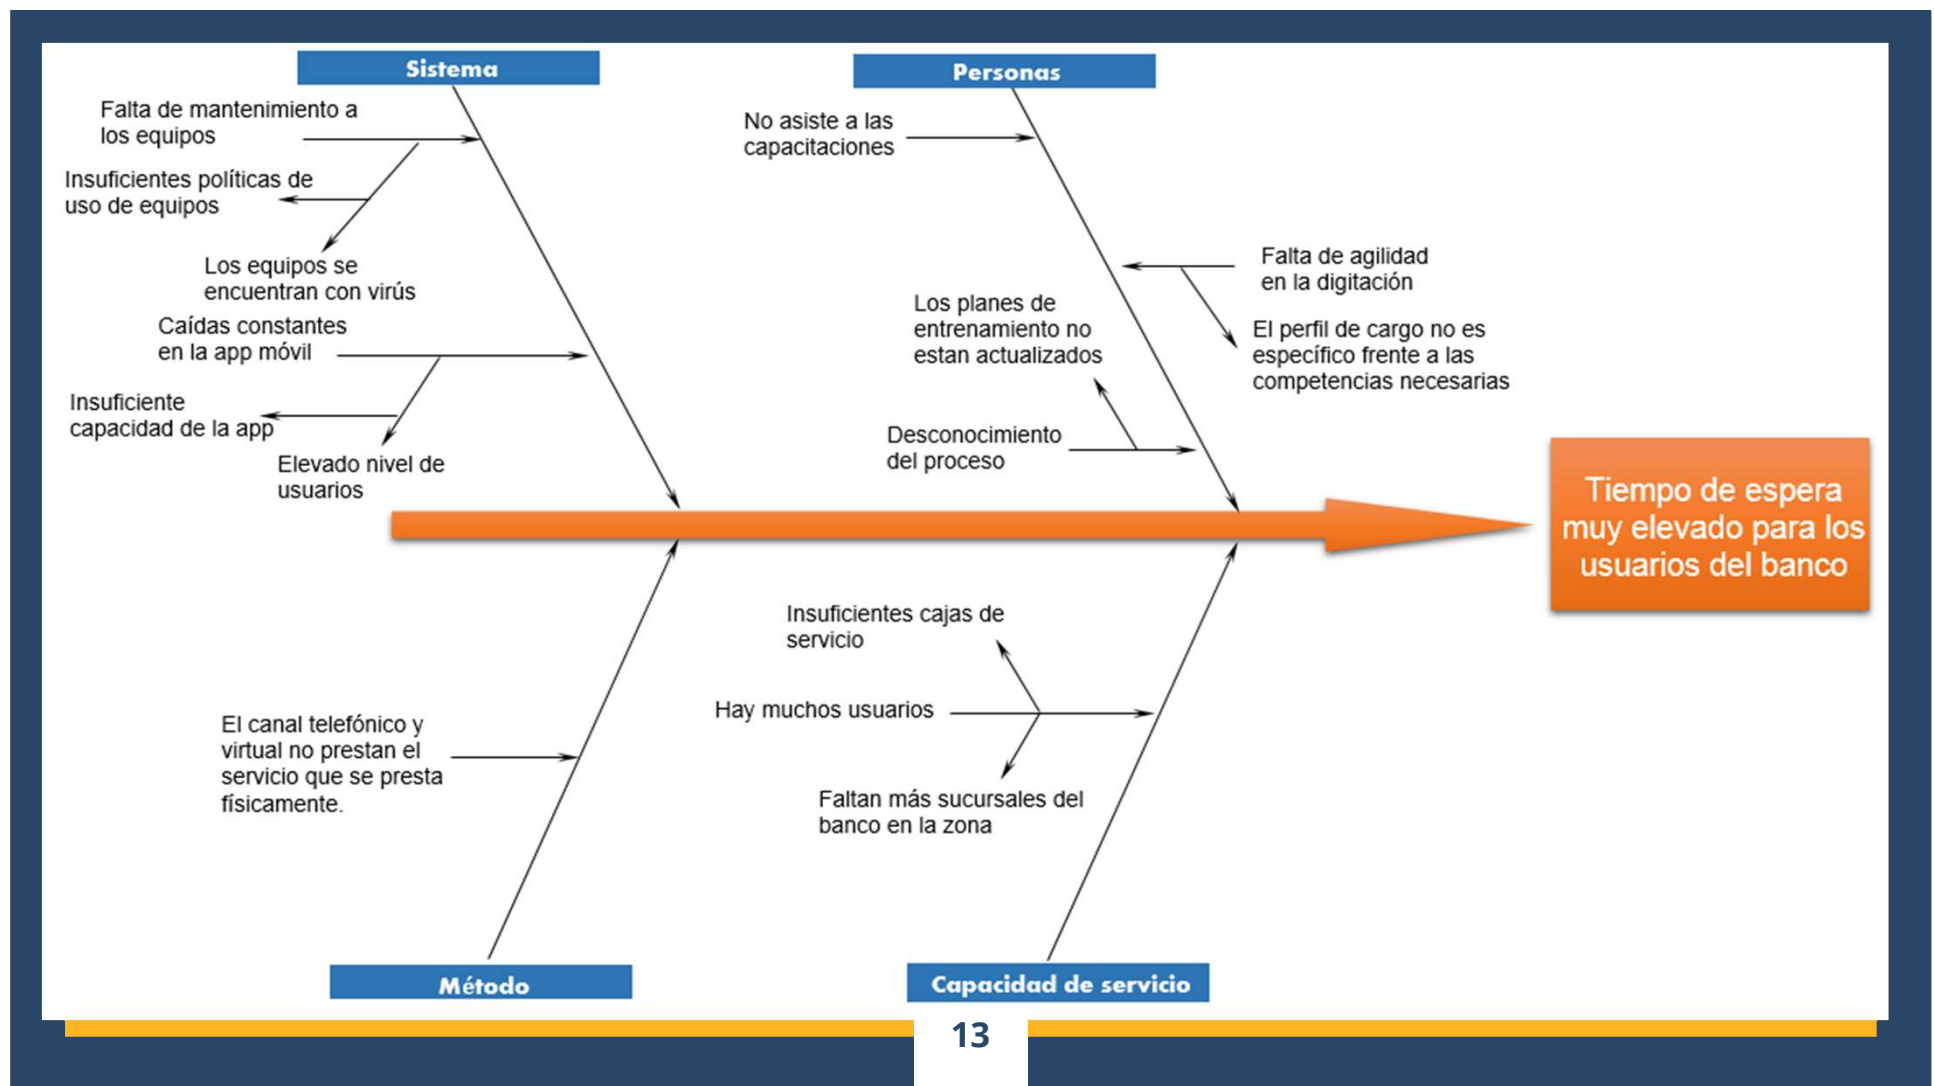 Sistema
Falta de mantenimiento a
los equipos
Insuficientes políticas de
uso de equipos
Los equipos se
encuentran con virús
Caídas constantes
en la app móvil
Insuficiente
capacidad de la app
Elevado nivel de
usuarios
Personas
No asiste a las
capacitaciones
Falta de agilidad
en la digitación
El perfil de cargo no es
específico frente a las
competencias necesarias
Los planes de
entrenamiento no
estan actualizados
Desconocimiento
del proceso
Tiempo de espera
muy elevado para los
usuarios del banco
El canal telefónico y
virtual no prestan el
servicio que se presta
físicamente.
Método
Insuficientes cajas de
servicio
Hay muchos usuarios
Faltan más sucursales del
banco en la zona
Capacidad de servicio
13